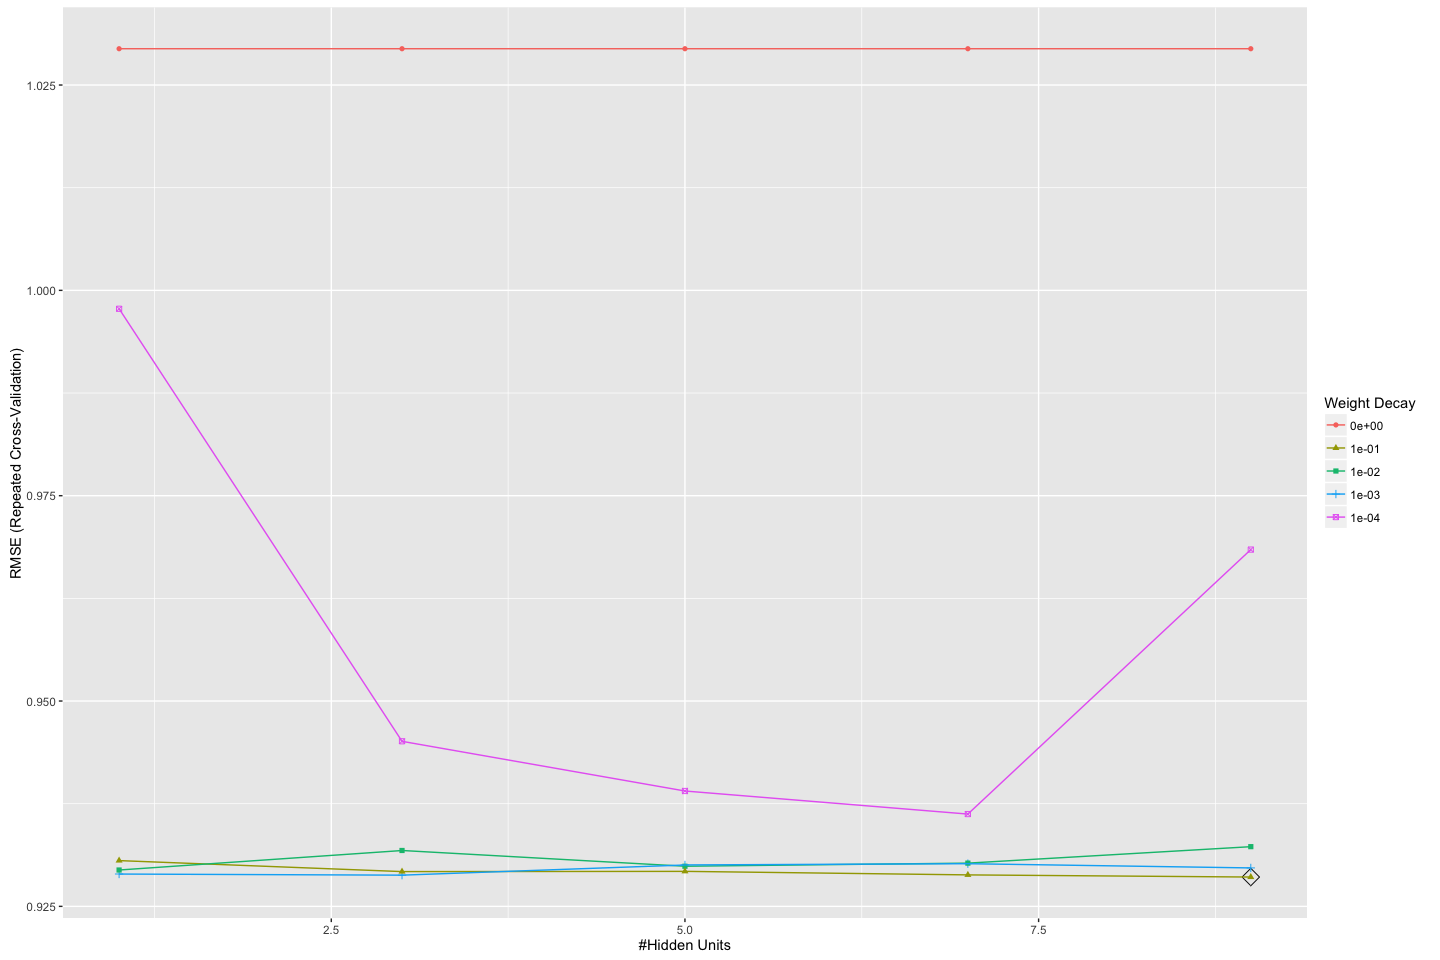 1.025
1.000
0.975
0.950
0.925
RMSE (Repeated Cross-Validation)
2.5
5.0
7.5
#Hidden Units
Weight Decay
0e+00
1e-01
1e-02
1e-03
1e-04